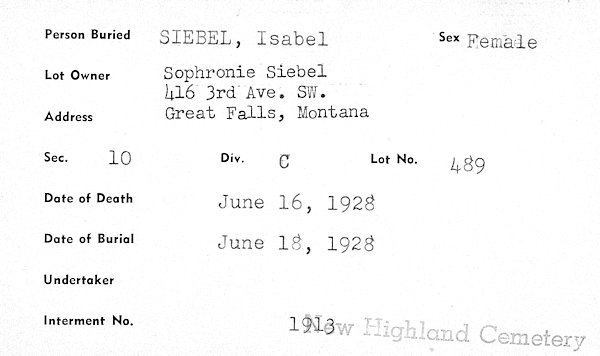 Person Buried SIEBEL, Isabel Sex Female
Lot Owner Sophronie Siebel
416 3rd Ave. SW.
Address Great Falls, Montana
Sec. 10 Div. C Lot No. 489
Date of Death June 16, 1928
Date of Burial June 18, 1928
Undertaker
Interment No. 1913
New Highland Cemetery